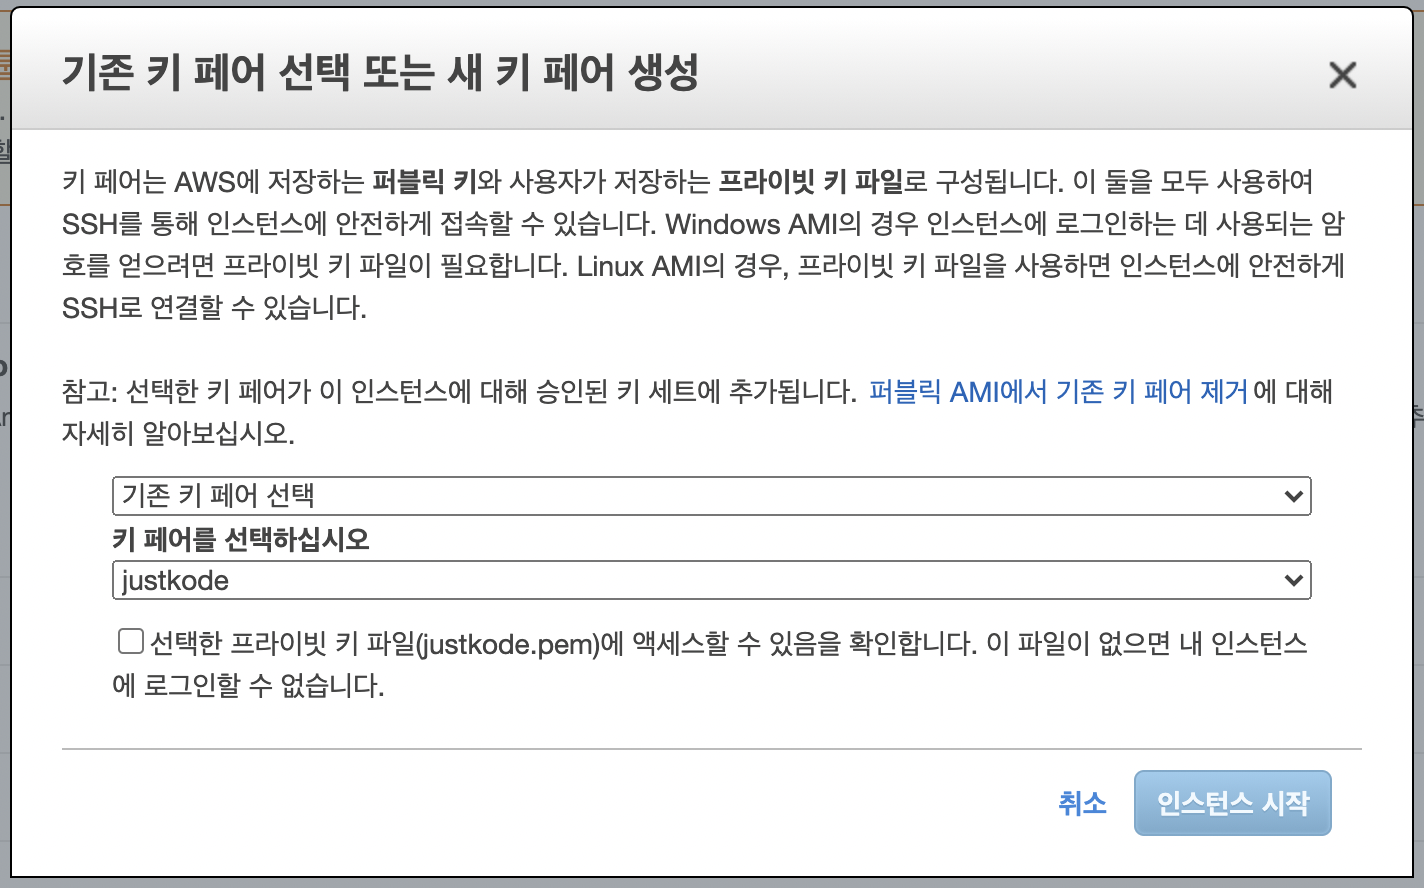 기존 키 페어 선택 또는 새 키 페어 생성
키 페어는 AWS에 저장하는 퍼블릭 키와 사용자가 저장하는 프라이빗 키 파일로 구성됩니다. 이 둘을 모두 사용하여
SSH를 통해 인스턴스에 안전하게 접속할 수 있습니다. Windows AMI의 경우 인스턴스에 로그인하는 데 사용되는 암
호를 얻으려면 프라이빗 키 파일이 필요합니다. Linux AMI의 경우, 프라이빗 키 파일을 사용하면 인스턴스에 안전하게
SSH로 연결할 수 있습니다.
참고: 선택한 키 페어가 이 인스턴스에 대해 승인된 키 세트에 추가됩니다. 퍼블릭 AMI에서 기존 키 페어 제거에 대해
자세히 알아보십시오.
기존 키 페어 선택
키 페어를 선택하십시오
justkode
선택한 프라이빗 키 파일(justkode.pem)에 액세스할 수 있음을 확인합니다. 이 파일이 없으면 내 인스턴스
에 로그인할 수 없습니다.
취소 인스턴스 시작